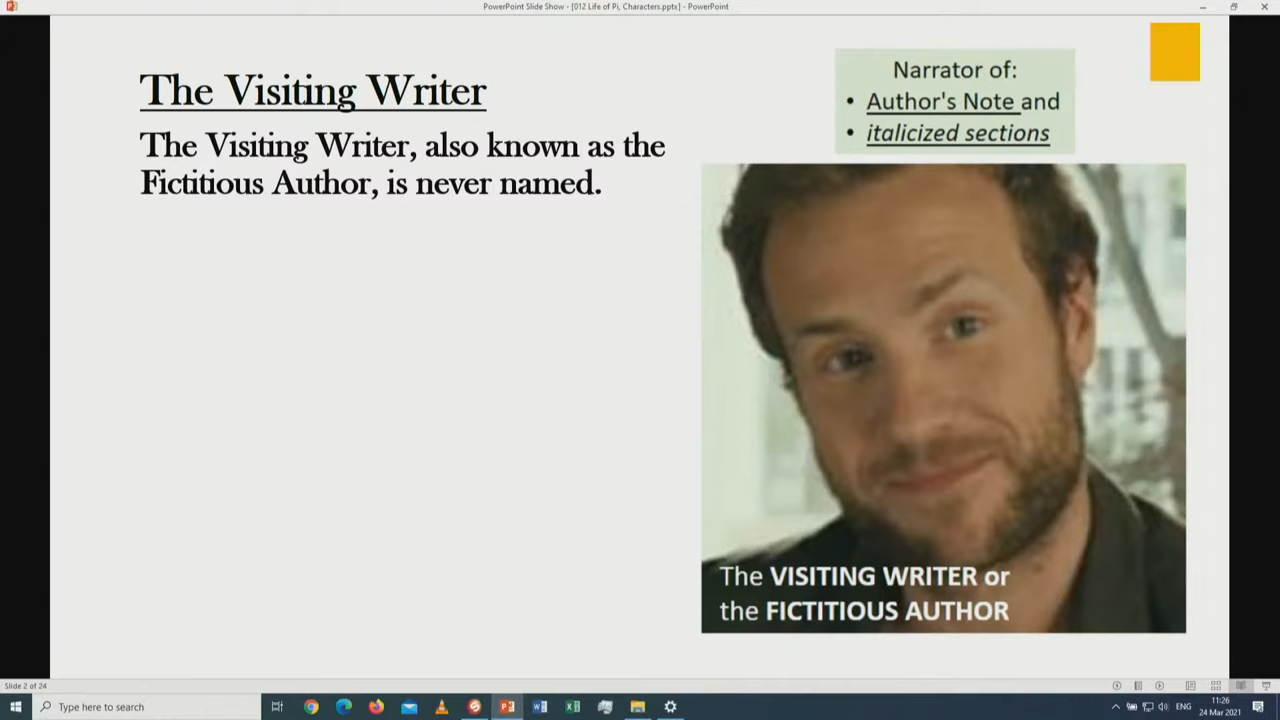 PowerPoint Slide Show - [012 Life of Pi, Characters.pptx] - PowerPoint
The Visiting Writer
The Visiting Writer, also known as the
Fictitious Author, is never named.
Narrator of:
• Author's Note and
• italicized sections
The VISITING WRITER or
the FICTITIOUS AUTHOR
Slide 2 of 24
Type here to search
ENG
11:26
24 Mar 2021